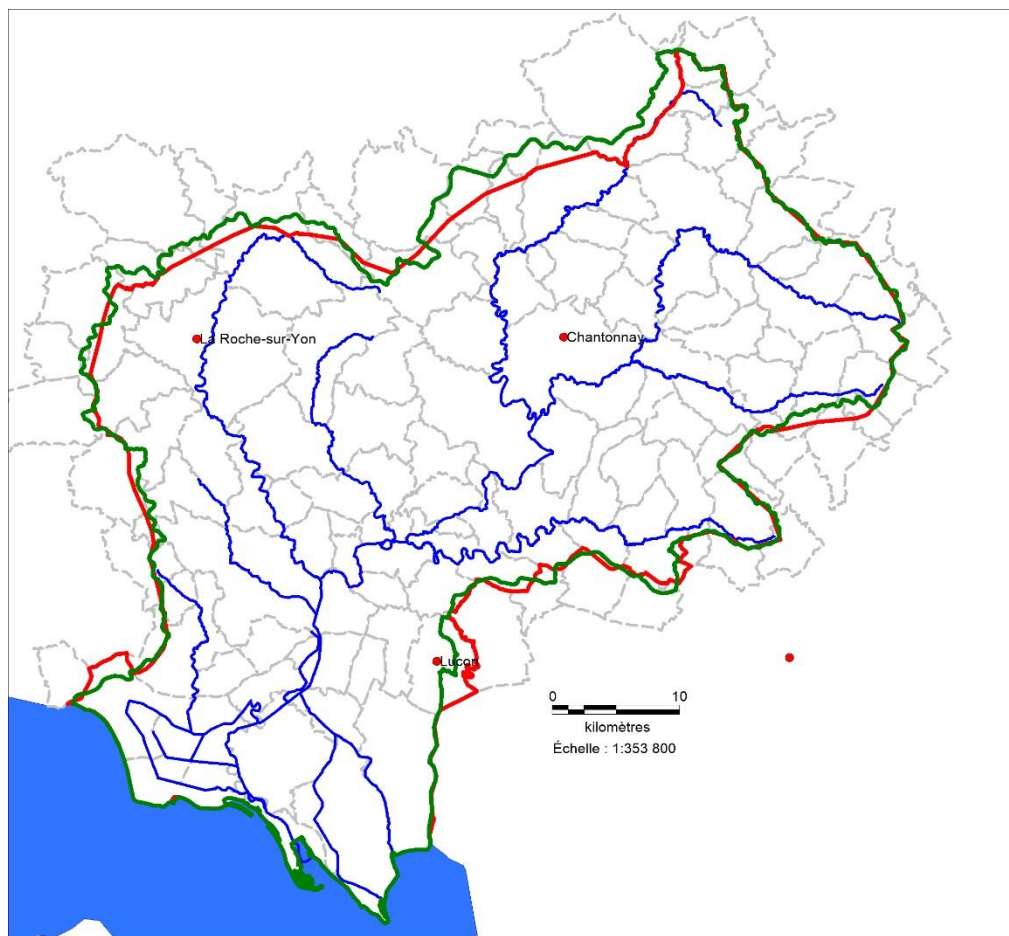 La Roche-sur-Yon
Chantonnay
Luçon
0 10
kilomètres
Échelle : 1:353 800